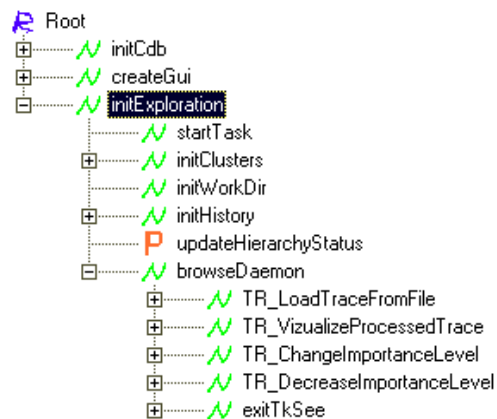 Root
initCdb
createGui
initExploration
startTask
initClusters
initWorkDir
initHistory
P updateHierarchyStatus
browseDaemon
TR_LoadTraceFromFile
TR_VizualizeProcessedTrace
TR_ChangeImportanceLevel
TR_DecreaseImportanceLevel
exitTkSee